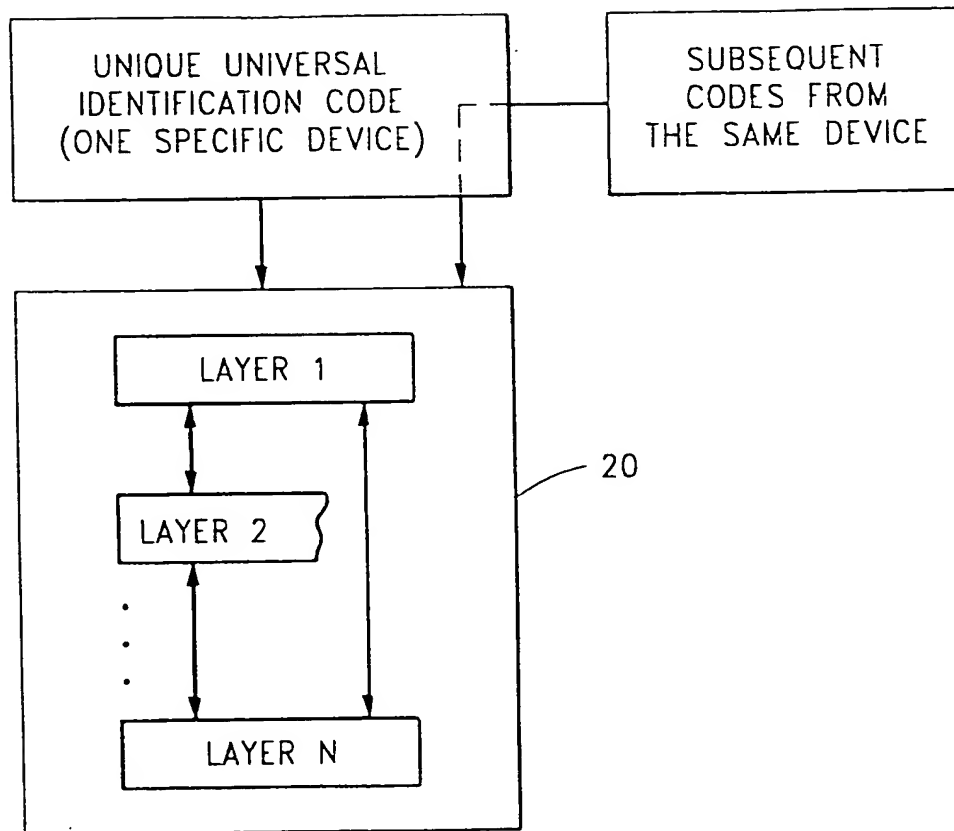 UNIQUE UNIVERSAL
IDENTIFICATION CODE
(ONE SPECIFIC DEVICE)
SUBSEQUENT
CODES FROM
THE SAME DEVICE
LAYER 1
20
LAYER 2
LAYER N